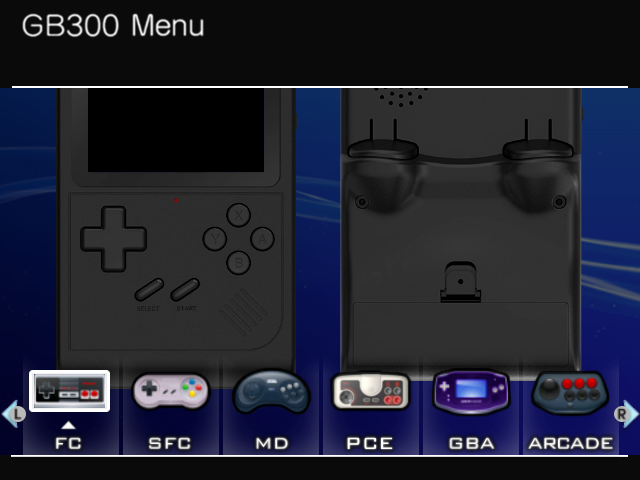 GB300 Menu
X
Y A
B
SELECT START
L R
FC SFC MD PCE GBA ARCADE